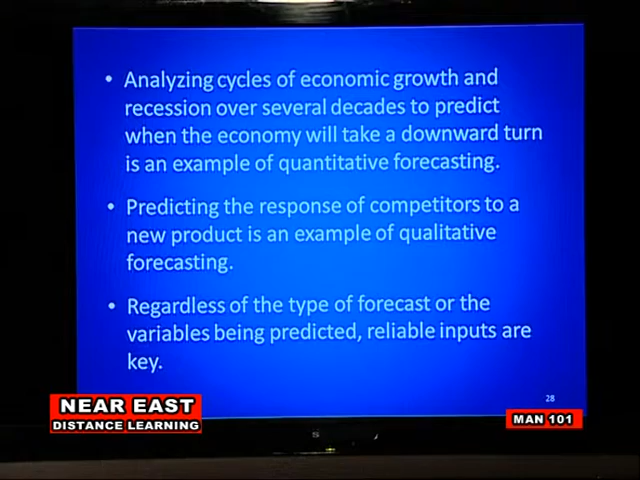 • Analyzing cycles of economic growth and
recession over several decades to predict
when the economy will take a downward turn
is an example of quantitative forecasting.
• Predicting the response of competitors to a
new product is an example of qualitative
forecasting.
• Regardless of the type of forecast or the
variables being predicted, reliable inputs are
key.
28
NEAR EAST
DISTANCE LEARNING
MAN 101